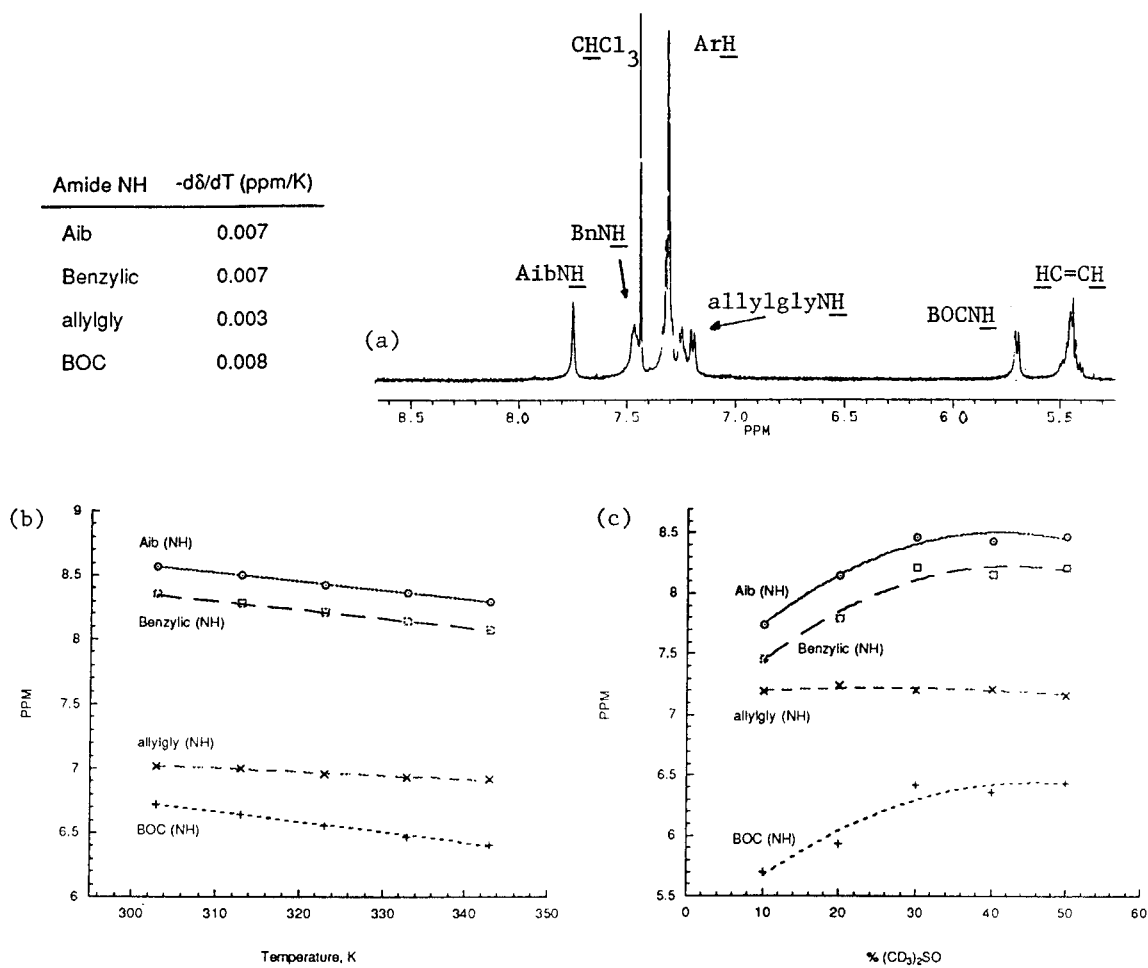 Amide NH -dδ/dT (ppm/K)
Aib 0.007
Benzylic 0.007
allylgly 0.003
BOC 0.008
(a)
CHCl3
ArH
BnNH
AibNH
allylglyNH
BOCNH
HC=CH
8.5 8.0 7.5 7.0 6.5 6.0 5.5
PPM
(b)
9
8.5
8
7.5
7
6.5
6
PPM
Aib (NH)
Benzylic (NH)
allylgly (NH)
BOC (NH)
300 310 320 330 340 350
Temperature, K
(c)
8.5
8
7.5
7
6.5
6
5.5
PPM
Aib (NH)
Benzylic (NH)
allylgly (NH)
BOC (NH)
0 10 20 30 40 50 60
% (CD3)2SO